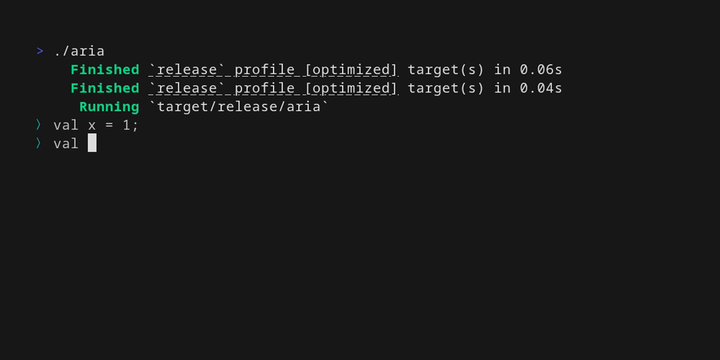 > ./aria
Finished `release` profile [optimized] target(s) in 0.06s
Finished `release` profile [optimized] target(s) in 0.04s
Running `target/release/aria`
〉 val x = 1;
〉 val